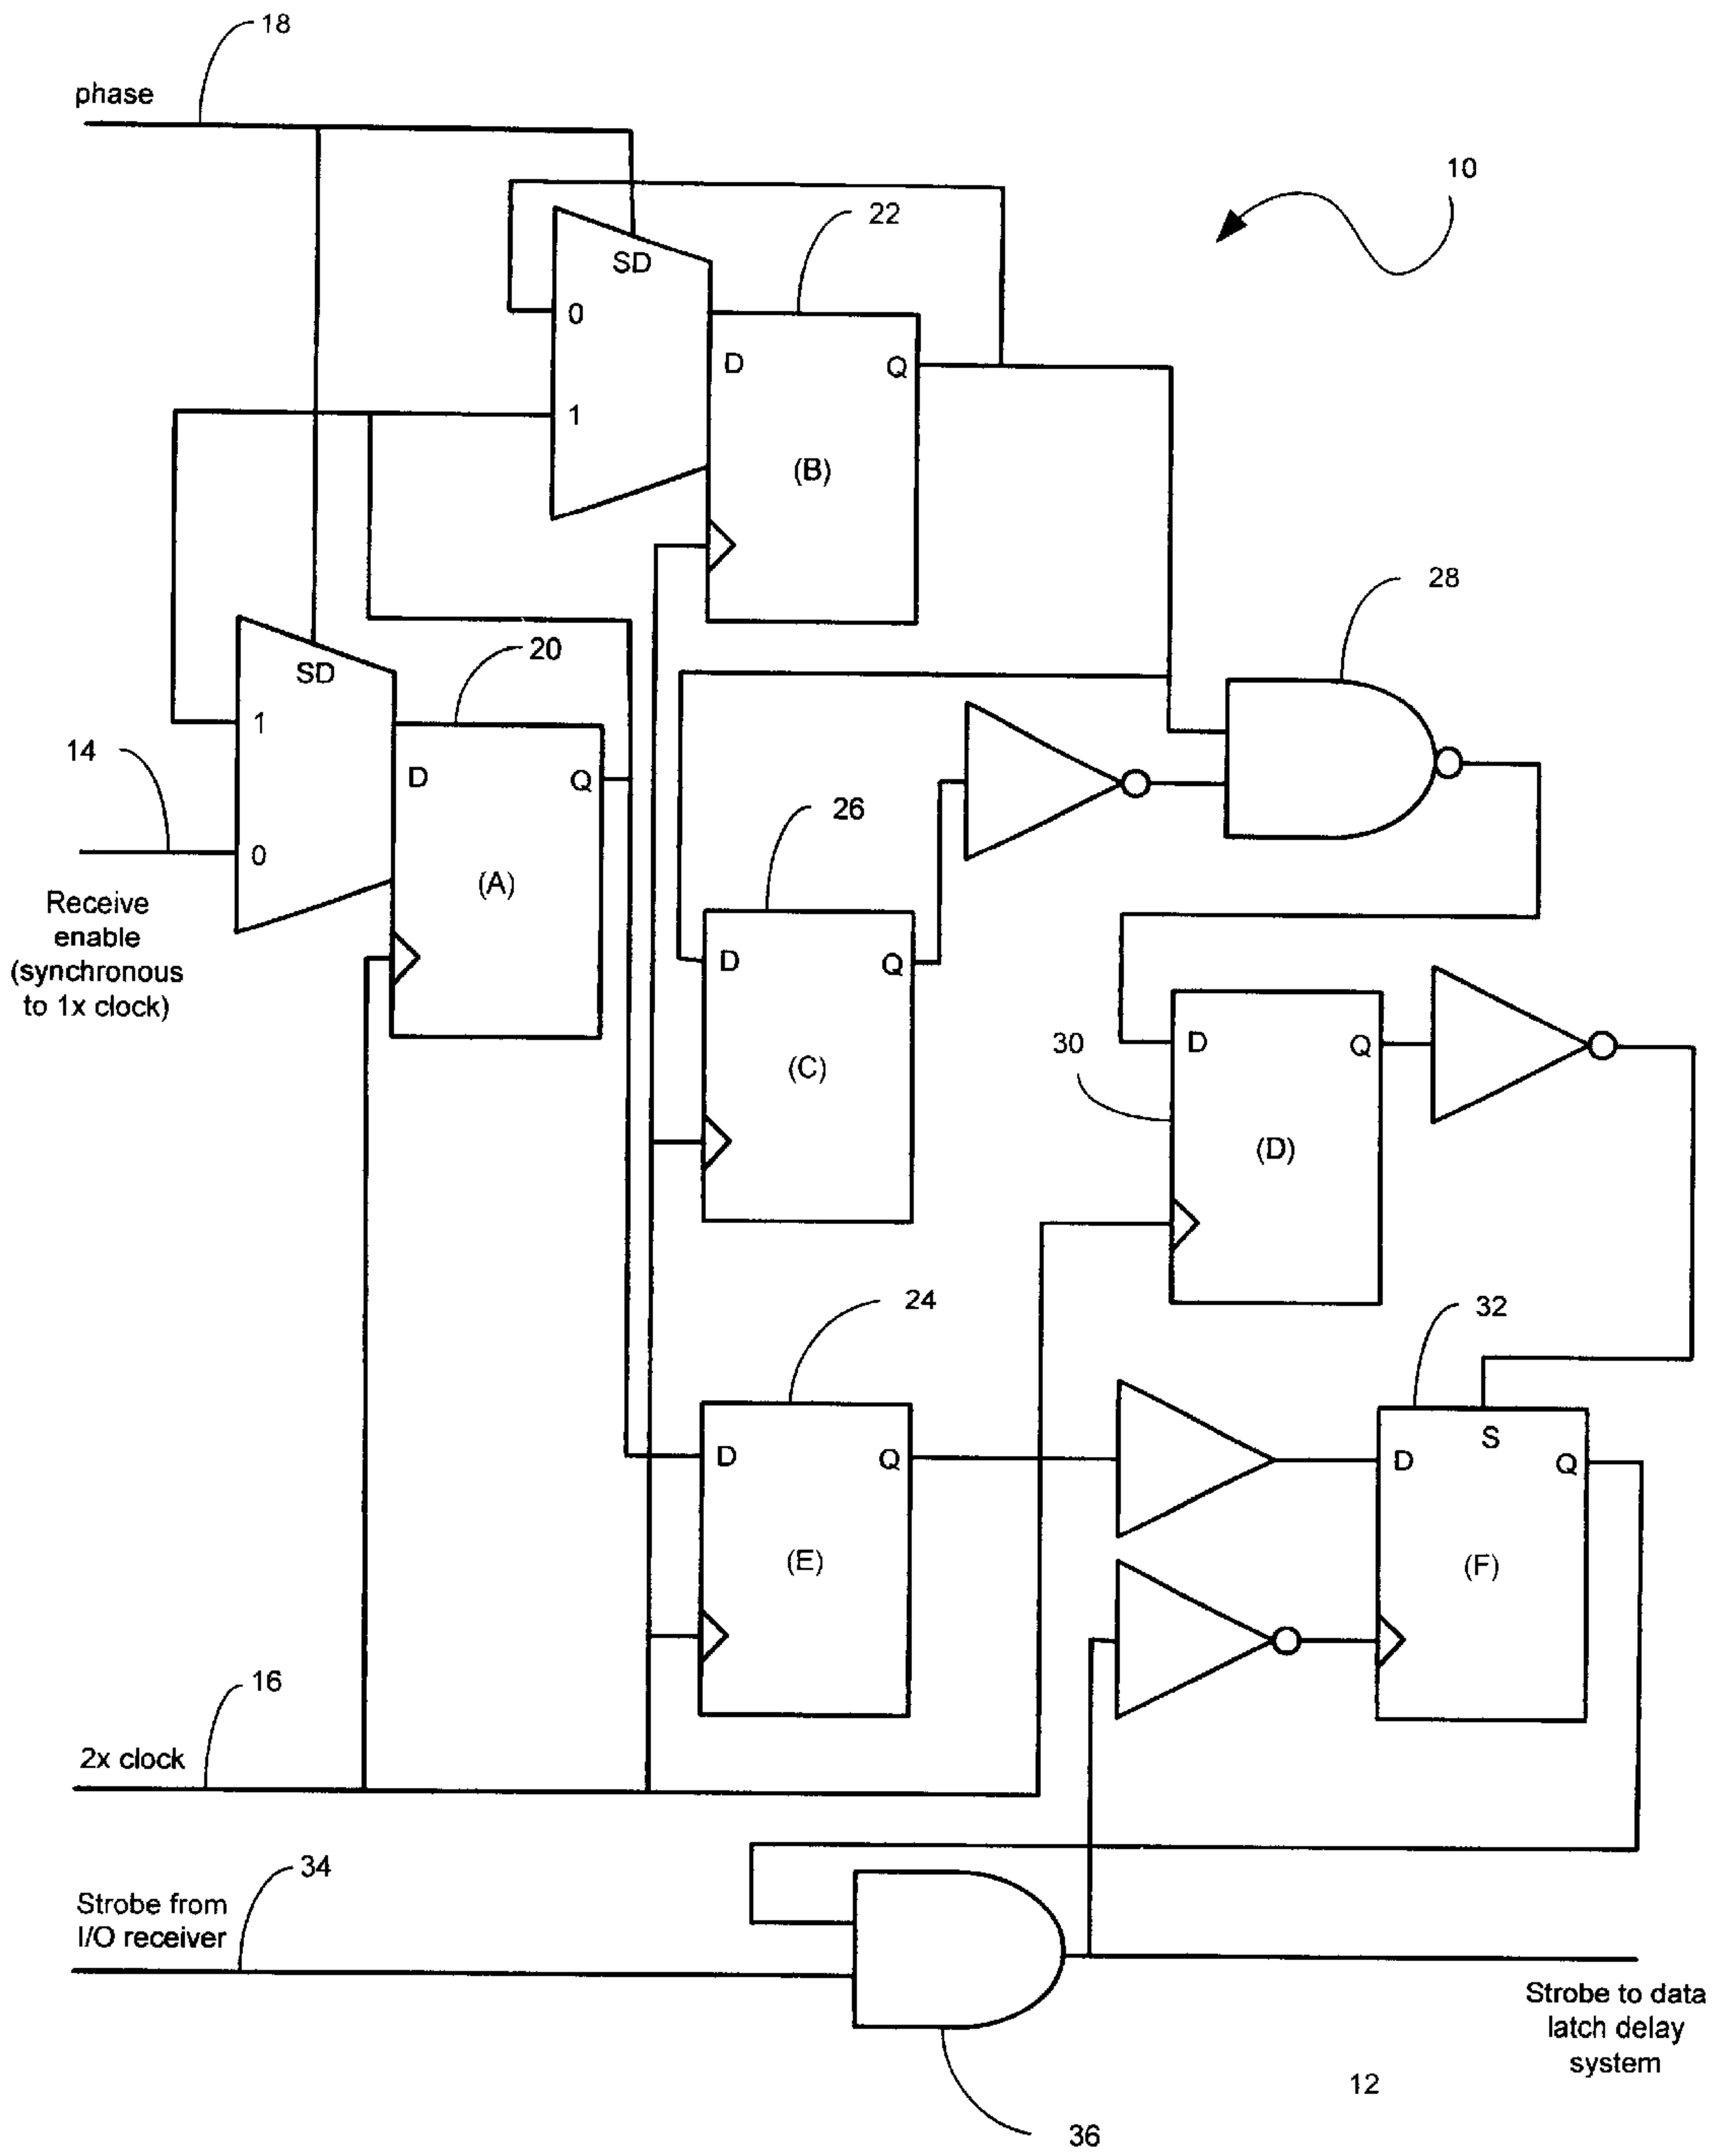 18
phase
10
22
SD
0
D
Q
1
(B)
28
20
SD
1
14
D
Q
26
0
(A)
Receive
enable
(synchronous
to 1x clock)
D
Q
30
D
Q
(C)
(D)
24
32
S
D
Q
D
Q
(E)
(F)
16
2x clock
34
Strobe from
I/O receiver
Strobe to data
latch delay
system
12
36